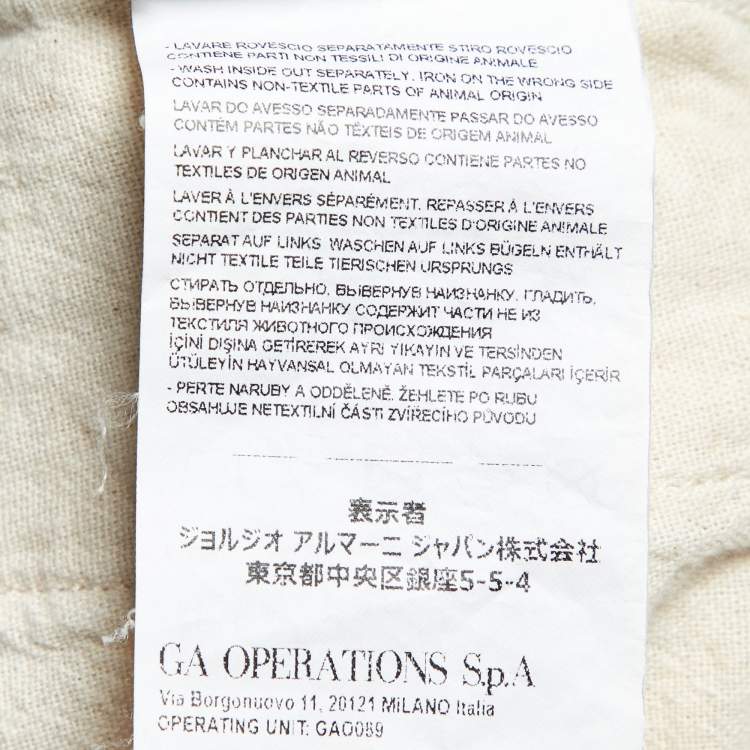 - LAVARE ROVESCIO SEPARATAMENTE STIRO ROVESCIO
CONTIENE PARTI NON TESSILI DI ORIGINE ANIMALE
- WASH INSIDE OUT SEPARATELY. IRON ON THE WRONG SIDE
CONTAINS NON-TEXTILE PARTS OF ANIMAL ORIGIN
LAVAR DO AVESSO SEPARADAMENTE PASSAR DO AVESSO
CONTÉM PARTES NÃO TÊXTEIS DE ORIGEM ANIMAL
LAVAR Y PLANCHAR AL REVERSO CONTIENE PARTES NO
TEXTILES DE ORIGEN ANIMAL
LAVER À L'ENVERS SÉPARÉMENT. REPASSER À L'ENVERS
CONTIENT DES PARTIES NON TEXTILES D'ORIGINE ANIMALE
SEPARAT AUF LINKS WASCHEN AUF LINKS BÜGELN ENTHÄLT
NICHT TEXTILE TEILE TIERISCHEN URSPRUNGS
СТИРАТЬ ОТДЕЛЬНО, ВЫВЕРНУВ НАИЗНАНКУ. ГЛАДИТЬ,
ВЫВЕРНУВ НАИЗНАНКУ СОДЕРЖИТ ЧАСТИ НЕ ИЗ
ТЕКСТИЛЯ ЖИВОТНОГО ПРОИСХОЖДЕНИЯ
İÇİNİ DIŞINA GETİREREK AYRI YIKAYIN VE TERSİNDEN
ÜTÜLEYİN HAYVANSAL OLMAYAN TEKSTİL PARÇALARI İÇERİR
- PERTE NARUBY A ODDĚLENĚ. ŽEHLETE PO RUBU
OBSAHUJE NETEXTILNÍ ČÁSTI ZVÍŘECÍHO PŮVODU
表示者
ジョルジオ アルマーニ ジャパン株式会社
東京都中央区銀座5-5-4
GA OPERATIONS S.p.A
Via Borgonuovo 11, 20121 MILANO Italia
OPERATING UNIT: GAO089